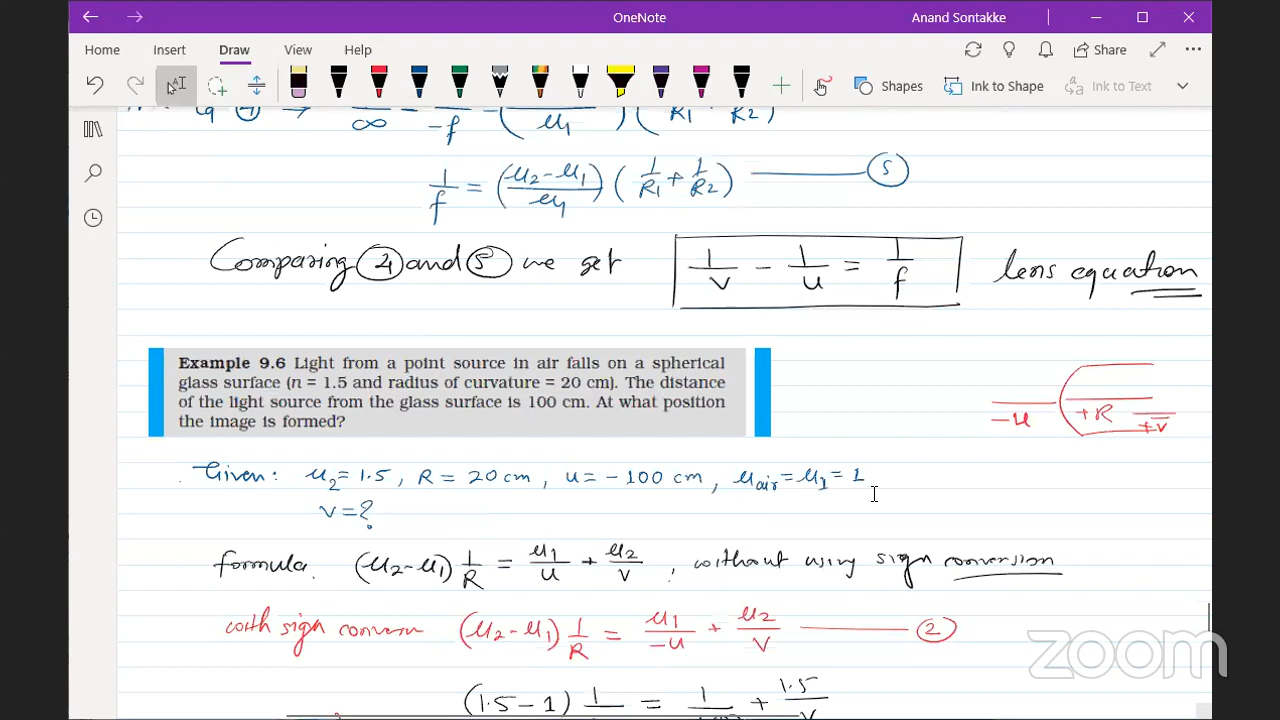 OneNote
Anand Sontakke
Home Insert Draw View Help
Share
Shapes Ink to Shape Ink to Text
1/f = (μ2-μ1/μ1) (1/R1 + 1/R2) ——— 5
Comparing 4 and 5 we get 1/v - 1/u = 1/f lens equation
Example 9.6 Light from a point source in air falls on a spherical
glass surface (n = 1.5 and radius of curvature = 20 cm). The distance
of the light source from the glass surface is 100 cm. At what position
the image is formed?
-u +R +v
Given: μ2 = 1.5, R = 20 cm, u = -100 cm, μair = μ1 = 1
v = ?
formula. (μ2-μ1) 1/R = μ1/u + μ2/v, without using sign conversion
with sign conversn (μ2-μ1) 1/R = μ1/-u + μ2/v ——— 2
(1.5-1) 1 = 1 + 1.5/v
zoom